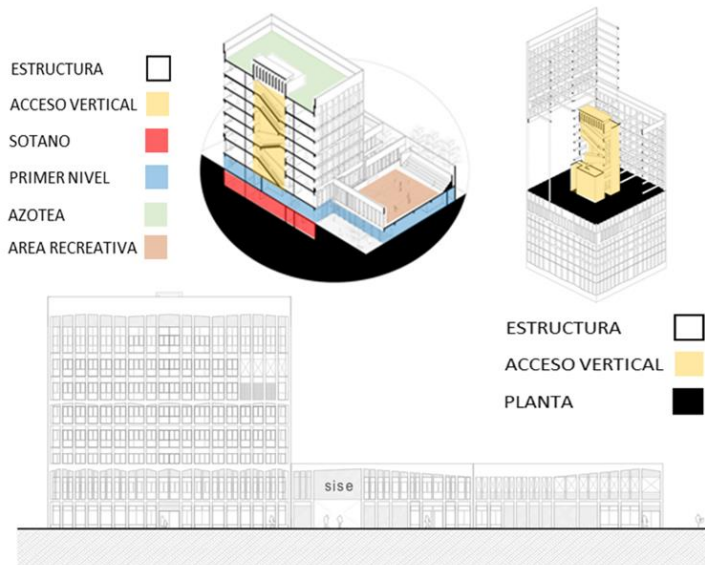 ESTRUCTURA
ACCESO VERTICAL
SOTANO
PRIMER NIVEL
AZOTEA
AREA RECREATIVA
ESTRUCTURA
ACCESO VERTICAL
PLANTA
sise